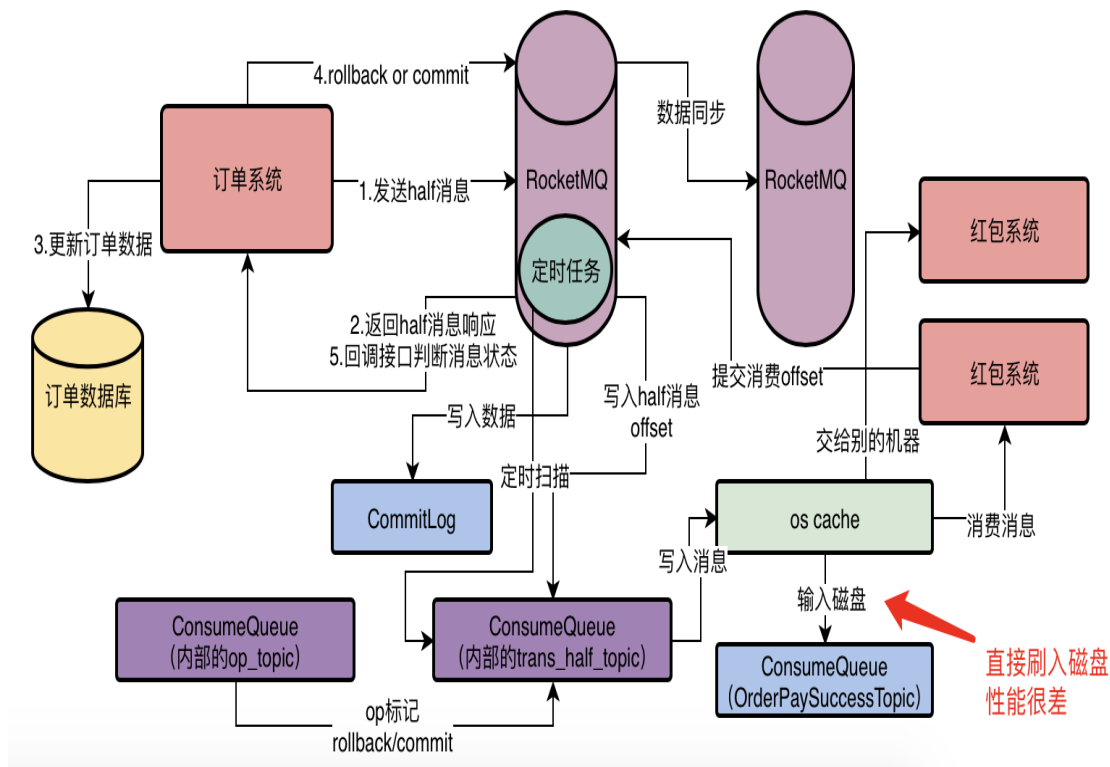 4.rollback or commit
数据同步
订单系统
1.发送half消息
RocketMQ
RocketMQ
红包系统
3.更新订单数据
定时任务
2.返回half消息响应
5.回调接口判断消息状态
订单数据库
写入数据
写入half消息
offset
提交消费offset
红包系统
交给别的机器
定时扫描
CommitLog
os cache
消费消息
写入消息
输入磁盘
ConsumeQueue
（内部的op_topic）
ConsumeQueue
（内部的trans_half_topic）
ConsumeQueue
（OrderPaySuccessTopic）
直接刷入磁盘
性能很差
op标记
rollback/commit